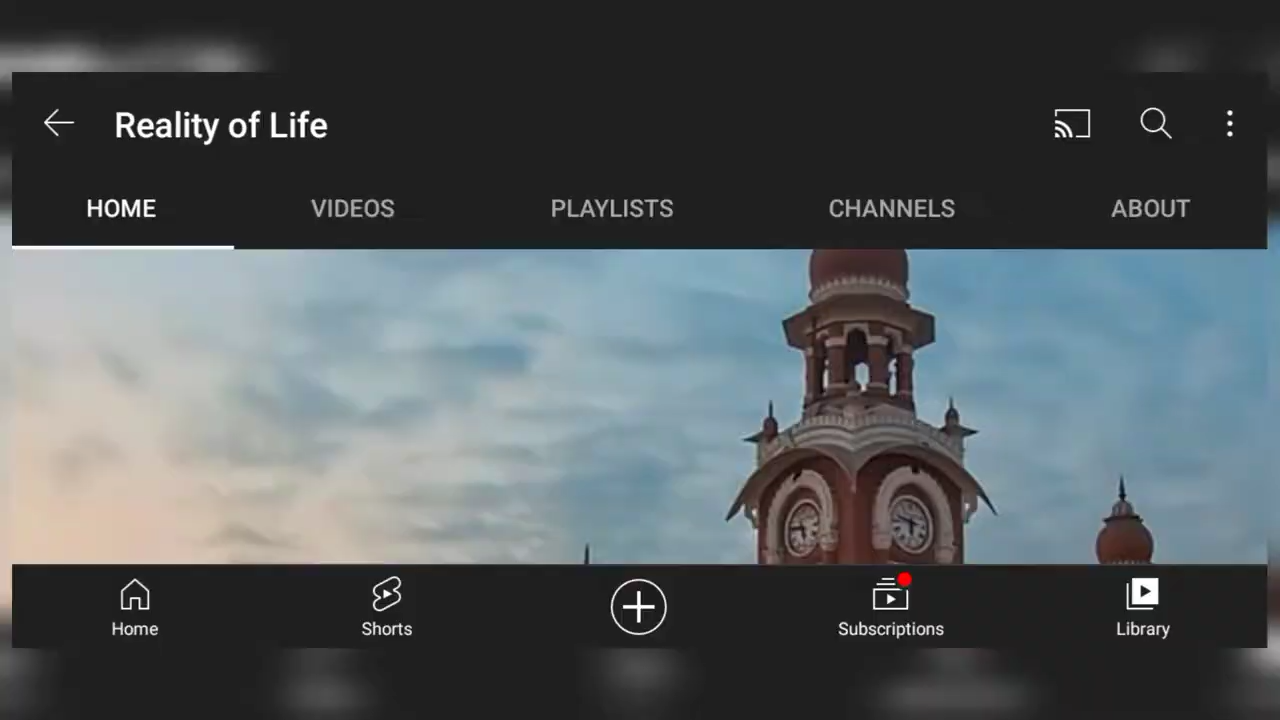 Reality of Life
HOME VIDEOS PLAYLISTS CHANNELS ABOUT
Home Shorts Subscriptions Library